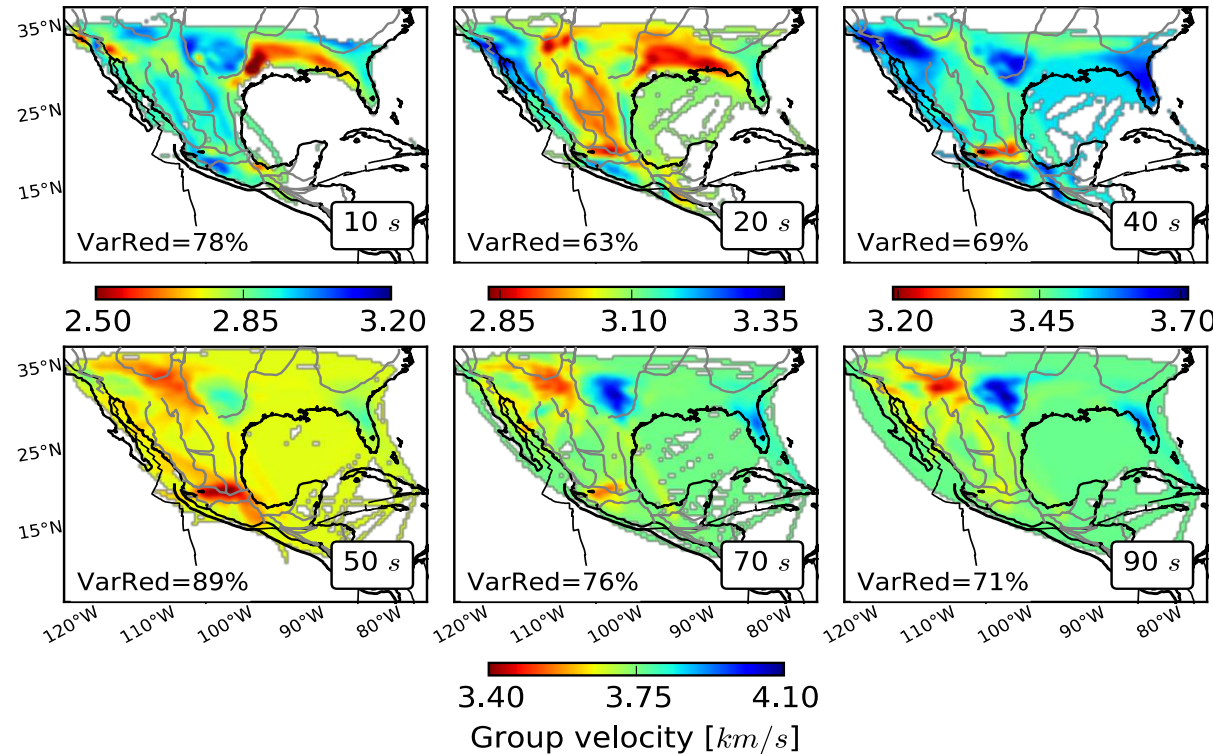 35°N
25°N
15°N
VarRed=78%
10 s
VarRed=63%
20 s
VarRed=69%
40 s
2.50 2.85 3.20
2.85 3.10 3.35
3.20 3.45 3.70
35°N
25°N
15°N
VarRed=89%
50 s
VarRed=76%
70 s
VarRed=71%
90 s
120°W 110°W 100°W 90°W 80°W
120°W 110°W 100°W 90°W 80°W
120°W 110°W 100°W 90°W 80°W
3.40 3.75 4.10
Group velocity [km/s]